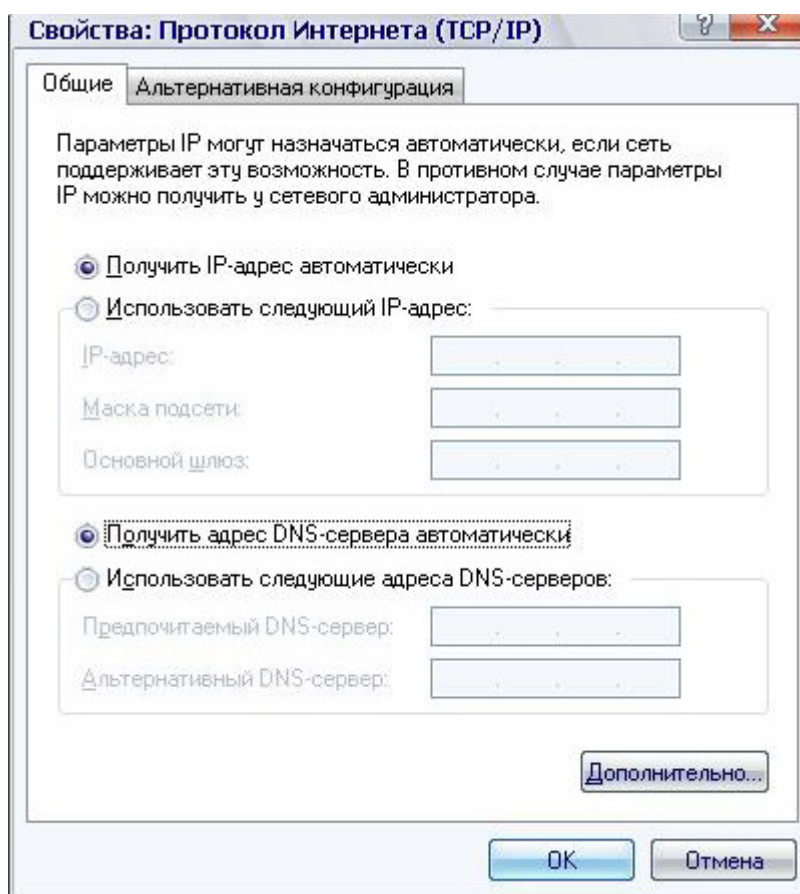 Свойства: Протокол Интернета (TCP/IP)
?
X
Общие
Альтернативная конфигурация
Параметры IP могут назначаться автоматически, если сеть
поддерживает эту возможность. В противном случае параметры
IP можно получить у сетевого администратора.
Получить IP-адрес автоматически
Использовать следующий IP-адрес:
IP-адрес:
Маска подсети:
Основной шлюз:
Получить адрес DNS-сервера автоматически
Использовать следующие адреса DNS-серверов:
Предпочитаемый DNS-сервер:
Альтернативный DNS-сервер:
Дополнительно...
OK
Отмена